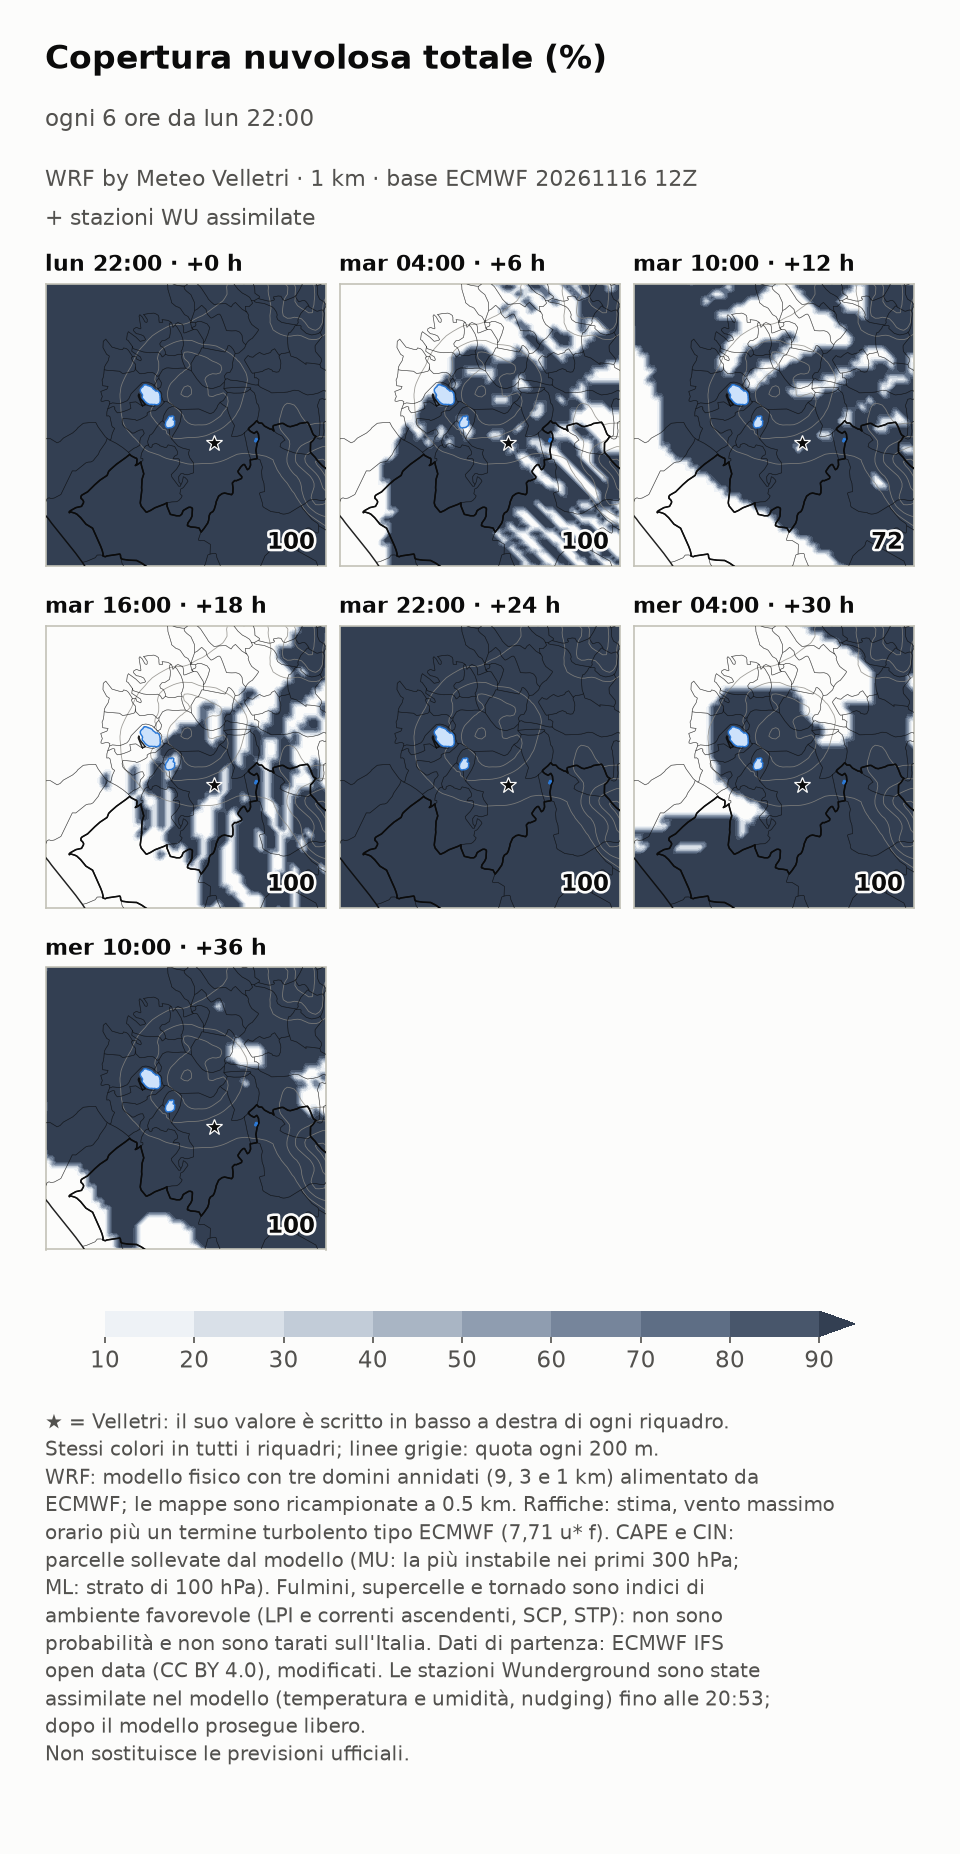 Copertura nuvolosa totale (%)
ogni 6 ore da lun 22:00
WRF by Meteo Velletri · 1 km · base ECMWF 20261116 12Z
+ stazioni WU assimilate
lun 22:00 · +0 h
mar 04:00 · +6 h
mar 10:00 · +12 h
100
100
72
mar 16:00 · +18 h
mar 22:00 · +24 h
mer 04:00 · +30 h
100
100
100
mer 10:00 · +36 h
100
10 20 30 40 50 60 70 80 90
★ = Velletri: il suo valore è scritto in basso a destra di ogni riquadro.
Stessi colori in tutti i riquadri; linee grigie: quota ogni 200 m.
WRF: modello fisico con tre domini annidati (9, 3 e 1 km) alimentato da
ECMWF; le mappe sono ricampionate a 0.5 km. Raffiche: stima, vento massimo
orario più un termine turbolento tipo ECMWF (7,71 u* f). CAPE e CIN:
parcelle sollevate dal modello (MU: la più instabile nei primi 300 hPa;
ML: strato di 100 hPa). Fulmini, supercelle e tornado sono indici di
ambiente favorevole (LPI e correnti ascendenti, SCP, STP): non sono
probabilità e non sono tarati sull'Italia. Dati di partenza: ECMWF IFS
open data (CC BY 4.0), modificati. Le stazioni Wunderground sono state
assimilate nel modello (temperatura e umidità, nudging) fino alle 20:53;
dopo il modello prosegue libero.
Non sostituisce le previsioni ufficiali.